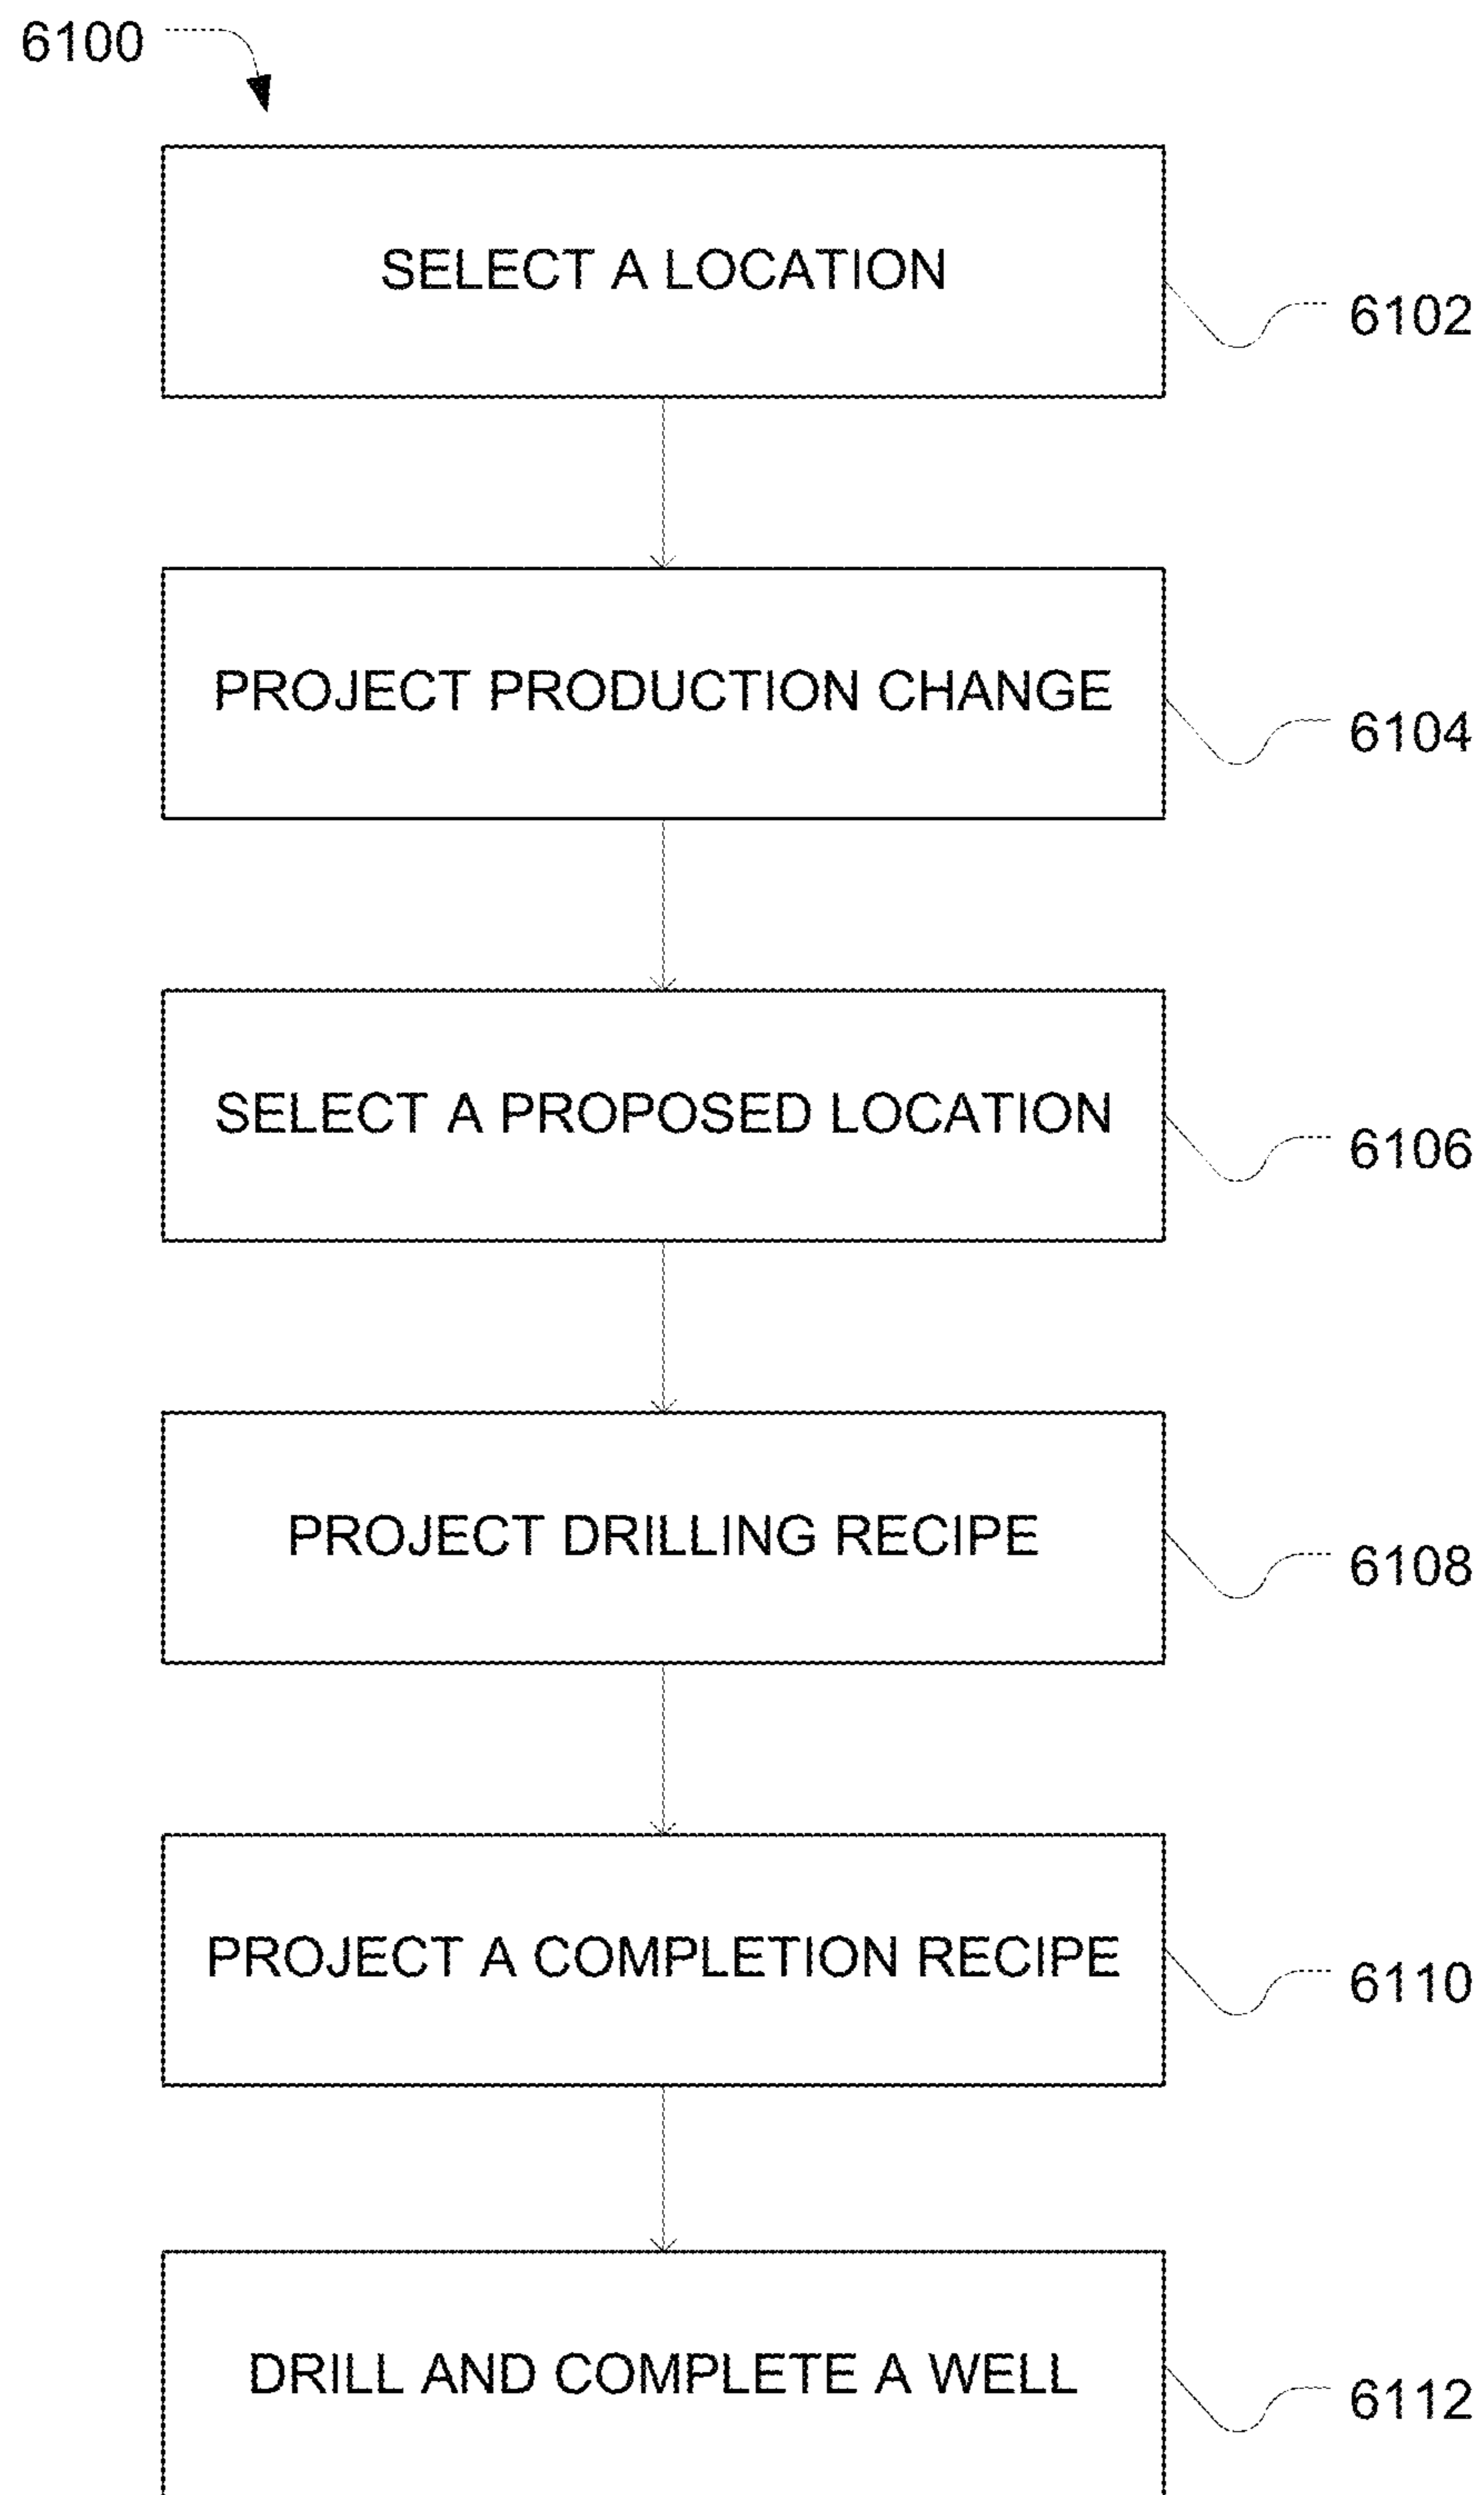 6100
SELECT A LOCATION
6102
PROJECT PRODUCTION CHANGE
6104
SELECT A PROPOSED LOCATION
6106
PROJECT DRILLING RECIPE
6108
PROJECT A COMPLETION RECIPE
6110
DRILL AND COMPLETE A WELL
6112